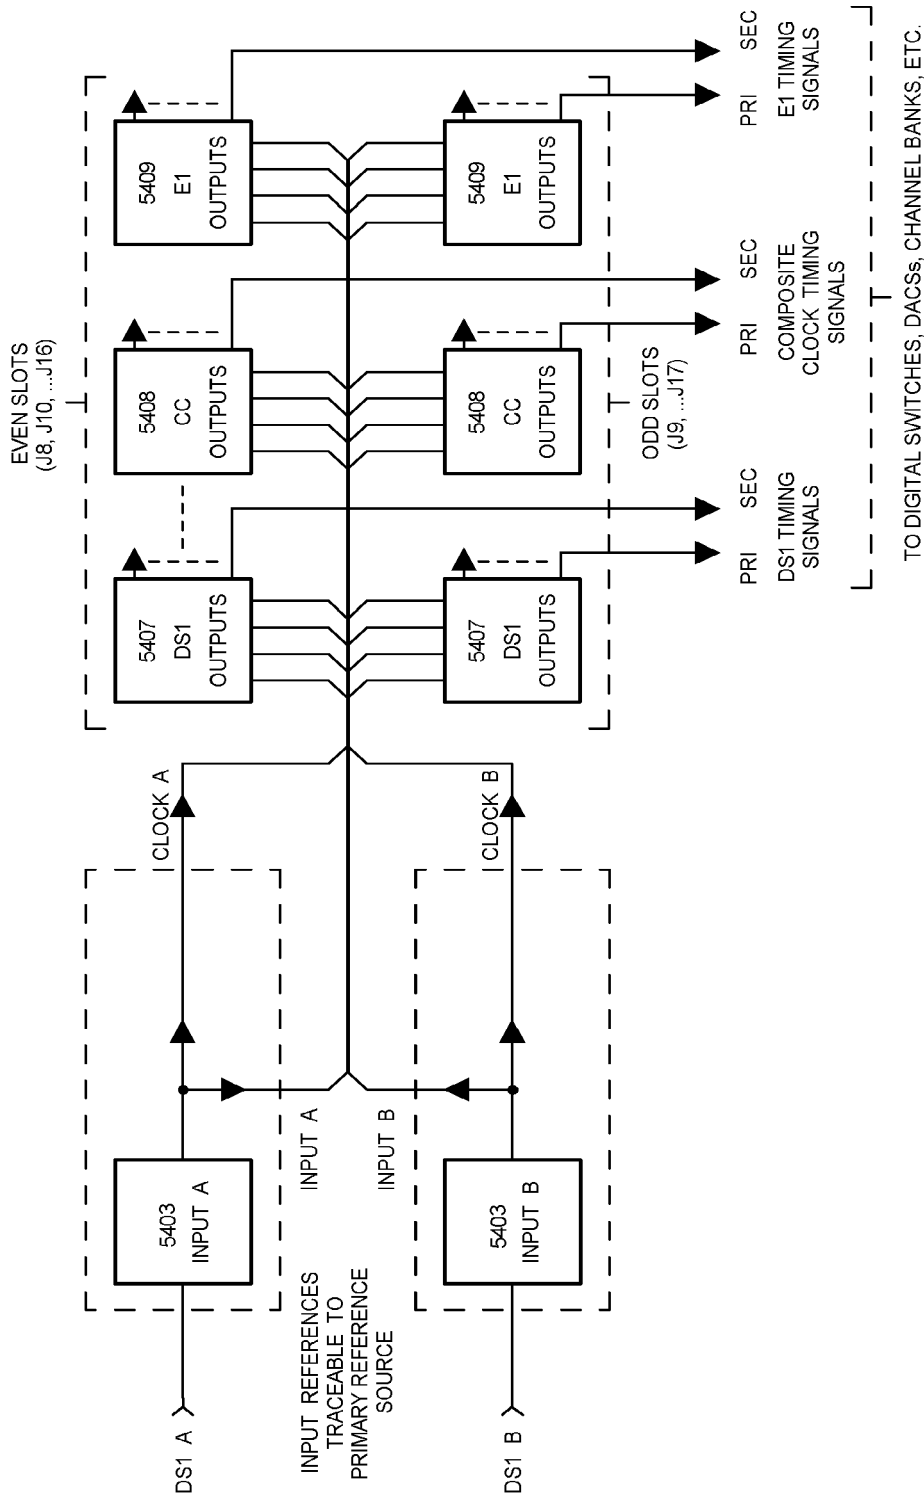 EVEN SLOTS
(J8, J10, ...J16)
5407
DS1
OUTPUTS
5408
CC
OUTPUTS
5409
E1
OUTPUTS
DS1 A
5403
INPUT A
CLOCK A
INPUT A
INPUT REFERENCES
TRACEABLE TO
PRIMARY REFERENCE
SOURCE
INPUT B
DS1 B
5403
INPUT B
CLOCK B
5407
DS1
OUTPUTS
5408
CC
OUTPUTS
5409
E1
OUTPUTS
ODD SLOTS
(J9, ...J17)
PRI
SEC
DS1 TIMING
SIGNALS
PRI
SEC
COMPOSITE
CLOCK TIMING
SIGNALS
PRI
SEC
E1 TIMING
SIGNALS
TO DIGITAL SWITCHES, DACSs, CHANNEL BANKS, ETC.